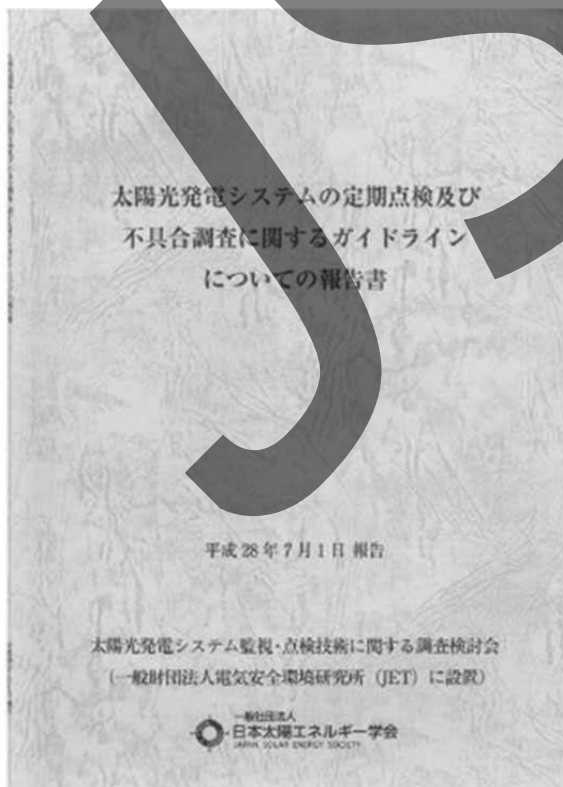 太陽光発電システムの定期点検及び
不具合調査に関するガイドライン
についての報告書
平成 28 年 7 月 1 日 報告
太陽光発電システム監視・点検技術に関する調査検討会
(一般財団法人電気安全環境研究所 (JET) に設置)
一般社団法人
日本太陽エネルギー学会
JAPAN SOLAR ENERGY SOCIETY